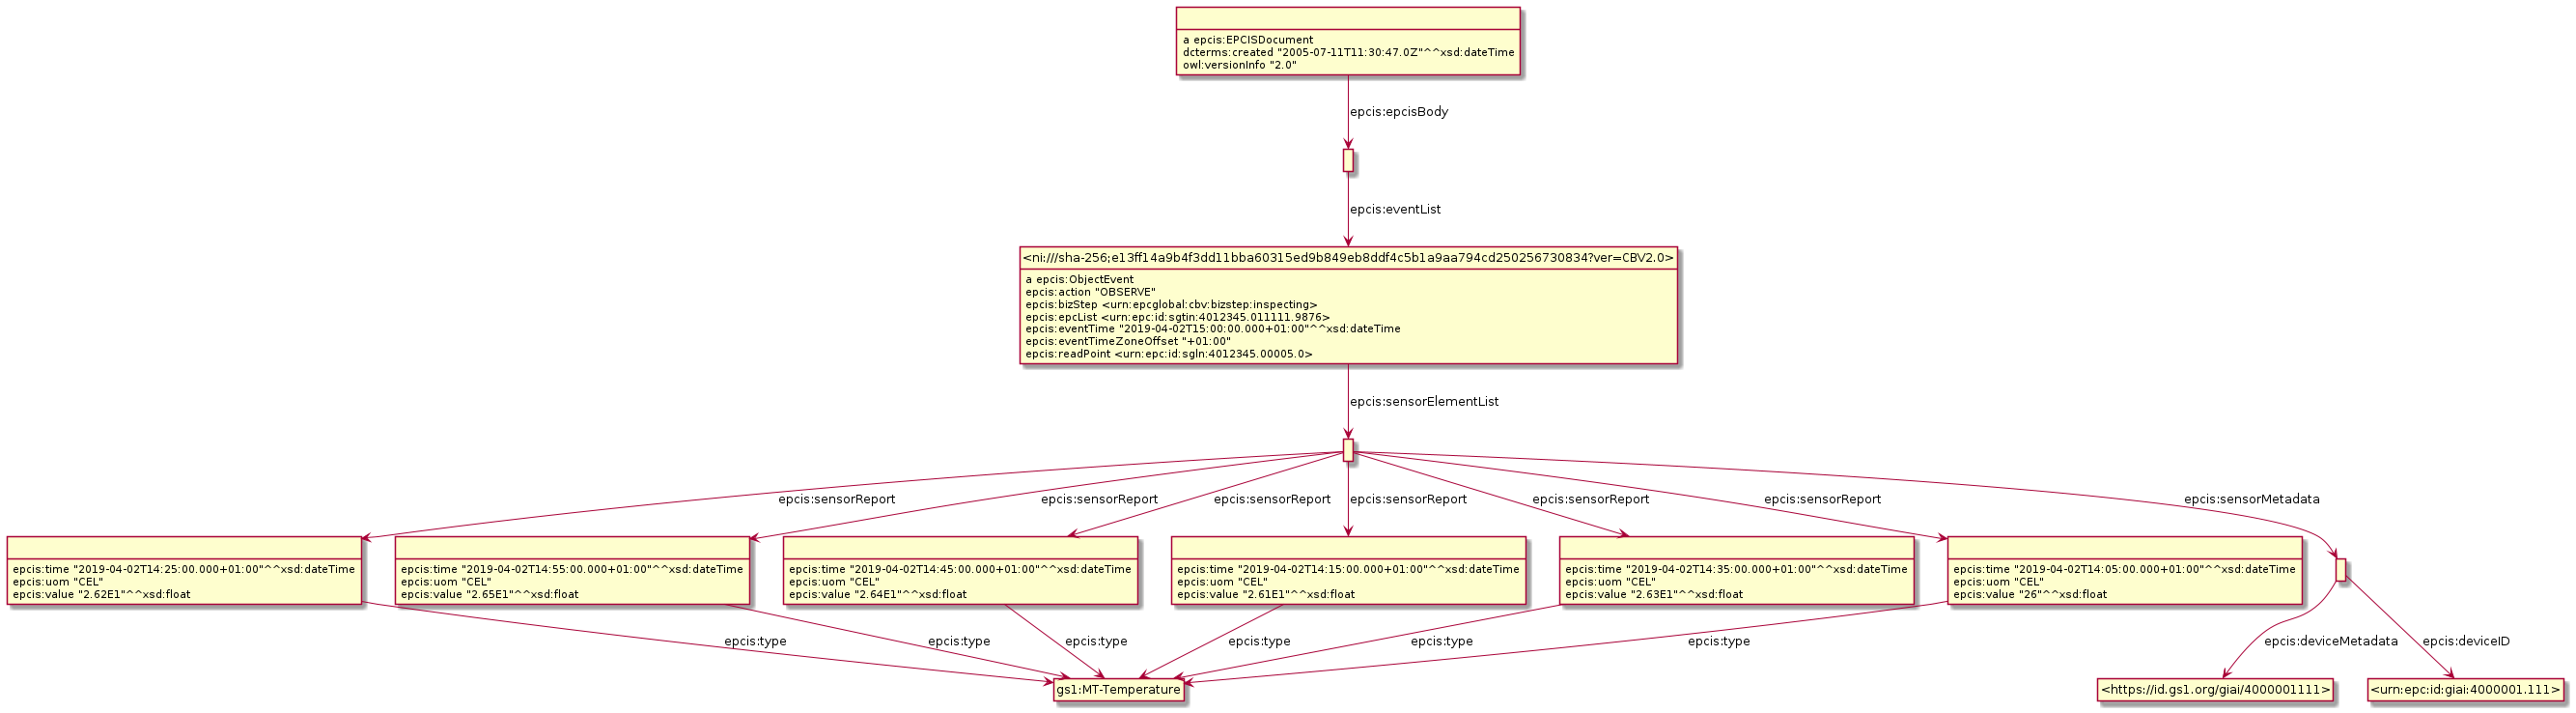 a epcis:EPCISDocument
dcterms:created "2005-07-11T11:30:47.0Z"^^xsd:dateTime
owl:versionInfo "2.0"
epcis:epcisBody
epcis:eventList
<ni:///sha-256;e13ff14a9b4f3dd11bba60315ed9b849eb8ddf4c5b1a9aa794cd250256730834?ver=CBV2.0>
a epcis:ObjectEvent
epcis:action "OBSERVE"
epcis:bizStep <urn:epcglobal:cbv:bizstep:inspecting>
epcis:epcList <urn:epc:id:sgtin:4012345.011111.9876>
epcis:eventTime "2019-04-02T15:00:00.000+01:00"^^xsd:dateTime
epcis:eventTimeZoneOffset "+01:00"
epcis:readPoint <urn:epc:id:sgln:4012345.00005.0>
epcis:sensorElementList
epcis:sensorReport
epcis:sensorReport
epcis:sensorReport
epcis:sensorReport
epcis:sensorReport
epcis:sensorReport
epcis:sensorMetadata
epcis:time "2019-04-02T14:25:00.000+01:00"^^xsd:dateTime
epcis:uom "CEL"
epcis:value "2.62E1"^^xsd:float
epcis:time "2019-04-02T14:55:00.000+01:00"^^xsd:dateTime
epcis:uom "CEL"
epcis:value "2.65E1"^^xsd:float
epcis:time "2019-04-02T14:45:00.000+01:00"^^xsd:dateTime
epcis:uom "CEL"
epcis:value "2.64E1"^^xsd:float
epcis:time "2019-04-02T14:15:00.000+01:00"^^xsd:dateTime
epcis:uom "CEL"
epcis:value "2.61E1"^^xsd:float
epcis:time "2019-04-02T14:35:00.000+01:00"^^xsd:dateTime
epcis:uom "CEL"
epcis:value "2.63E1"^^xsd:float
epcis:time "2019-04-02T14:05:00.000+01:00"^^xsd:dateTime
epcis:uom "CEL"
epcis:value "26"^^xsd:float
epcis:type
epcis:type
epcis:type
epcis:type
epcis:type
epcis:type
epcis:deviceMetadata
epcis:deviceID
gs1:MT-Temperature
<https://id.gs1.org/giai/4000001111>
<urn:epc:id:giai:4000001.111>